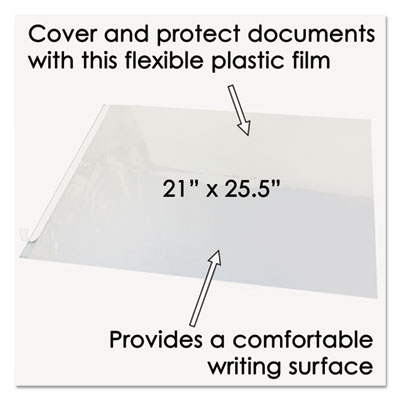 Cover and protect documents
with this flexible plastic film
21” x 25.5”
Provides a comfortable
writing surface